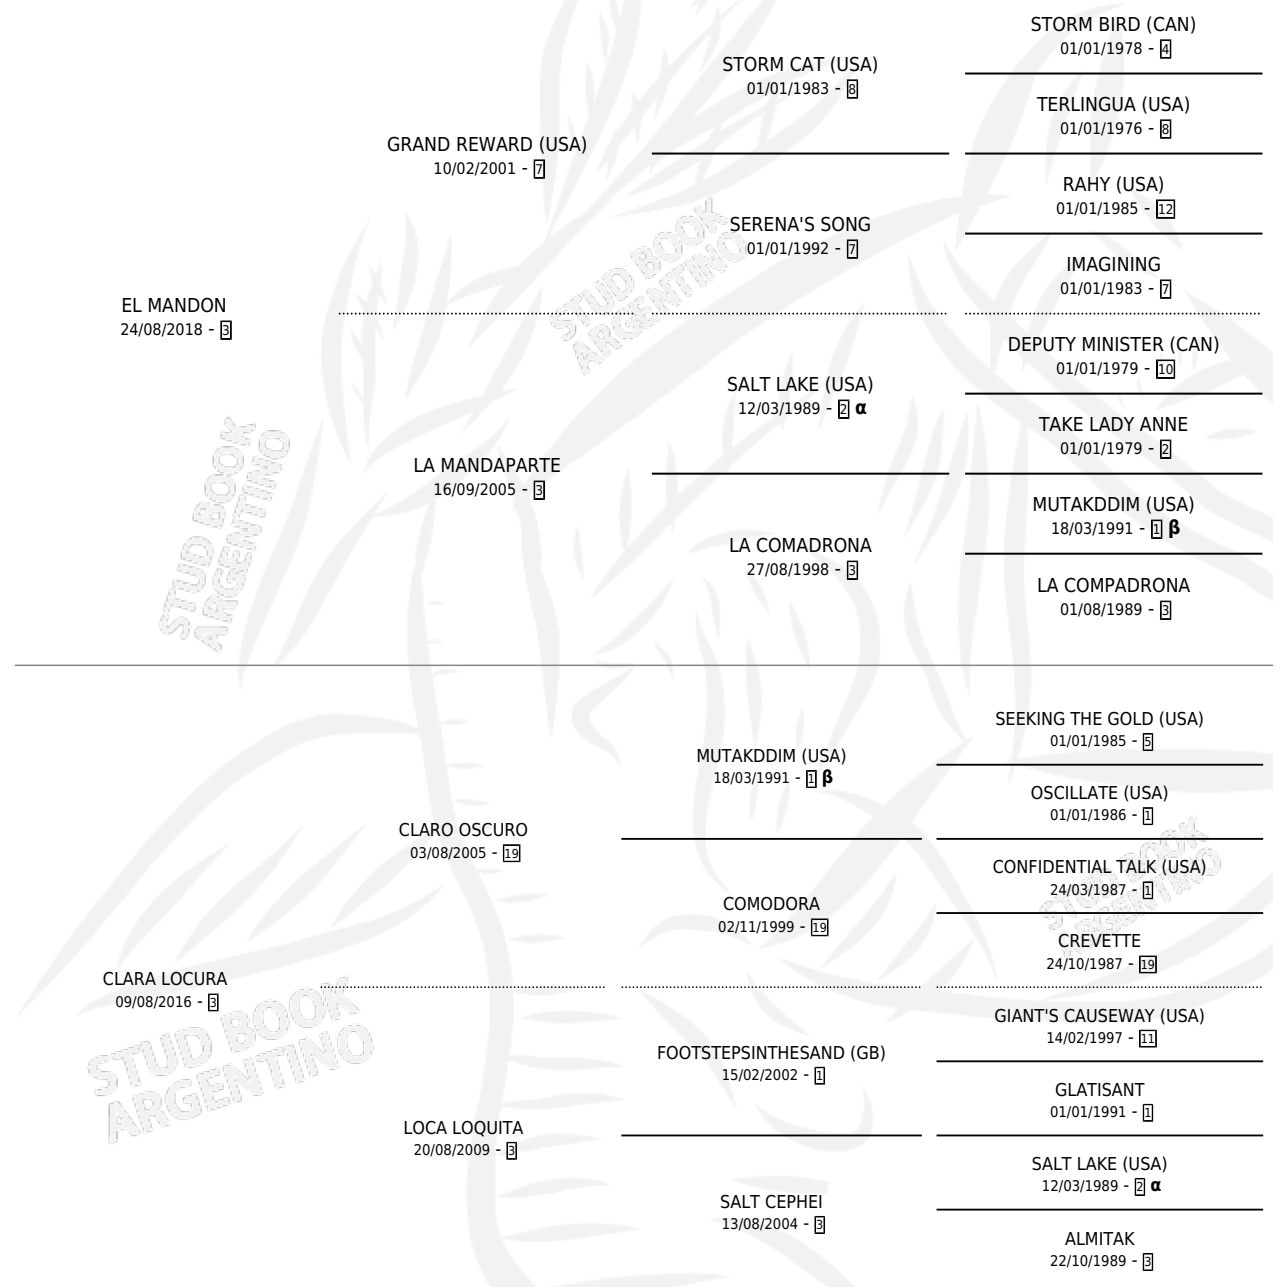 STORM BIRD (CAN)
01/01/1978 - 4
STORM CAT (USA)
01/01/1983 - 8
TERLINGUA (USA)
01/01/1976 - 8
GRAND REWARD (USA)
10/02/2001 - 7
RAHY (USA)
01/01/1985 - 12
SERENA'S SONG
01/01/1992 - 7
IMAGINING
01/01/1983 - 7
EL MANDON
24/08/2018 - 3
DEPUTY MINISTER (CAN)
01/01/1979 - 10
SALT LAKE (USA)
12/03/1989 - 2 α
TAKE LADY ANNE
01/01/1979 - 2
LA MANDAPARTE
16/09/2005 - 3
MUTAKDDIM (USA)
18/03/1991 - 1 β
LA COMADRONA
27/08/1998 - 3
LA COMPADRONA
01/08/1989 - 3
SEEKING THE GOLD (USA)
01/01/1985 - 5
MUTAKDDIM (USA)
18/03/1991 - 1 β
OSCILLATE (USA)
01/01/1986 - 1
CLARO OSCURO
03/08/2005 - 19
CONFIDENTIAL TALK (USA)
24/03/1987 - 1
COMODORA
02/11/1999 - 19
CREVETTE
24/10/1987 - 19
CLARA LOCURA
09/08/2016 - 3
GIANT'S CAUSEWAY (USA)
14/02/1997 - 11
FOOTSTEPSINTHESAND (GB)
15/02/2002 - 1
GLATISANT
01/01/1991 - 1
LOCA LOQUITA
20/08/2009 - 3
SALT LAKE (USA)
12/03/1989 - 2 α
SALT CEPHEI
13/08/2004 - 3
ALMITAK
22/10/1989 - 3
STUD BOOK
ARGENTINO
STUD BOOK
ARGENTINO
STUD BOOK
ARGENTINO
STUD BOOK
ARGENTINO